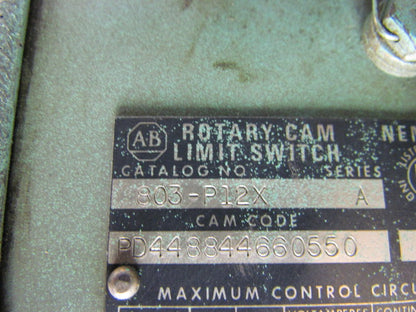 AB ROTARY CAM
LIMIT SWITCH
CATALOG NO. SERIES
803-P12X A
CAM CODE
PD448844660550
MAXIMUM CONTROL CIRCU